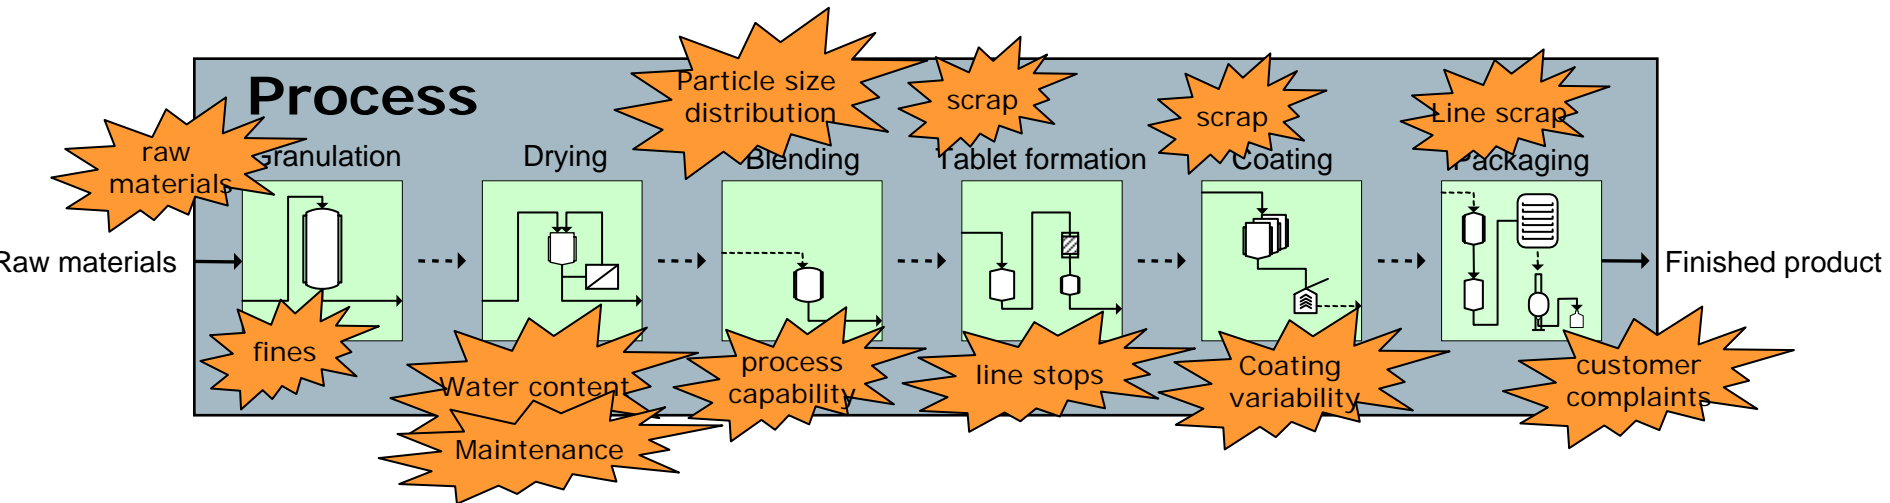 Process
Particle size
distribution
scrap
scrap
Line scrap
raw
materials
Granulation
Drying
Blending
Tablet formation
Coating
Packaging
Raw materials
Finished product
fines
Water content
Maintenance
process
capability
line stops
Coating
variability
customer
complaints